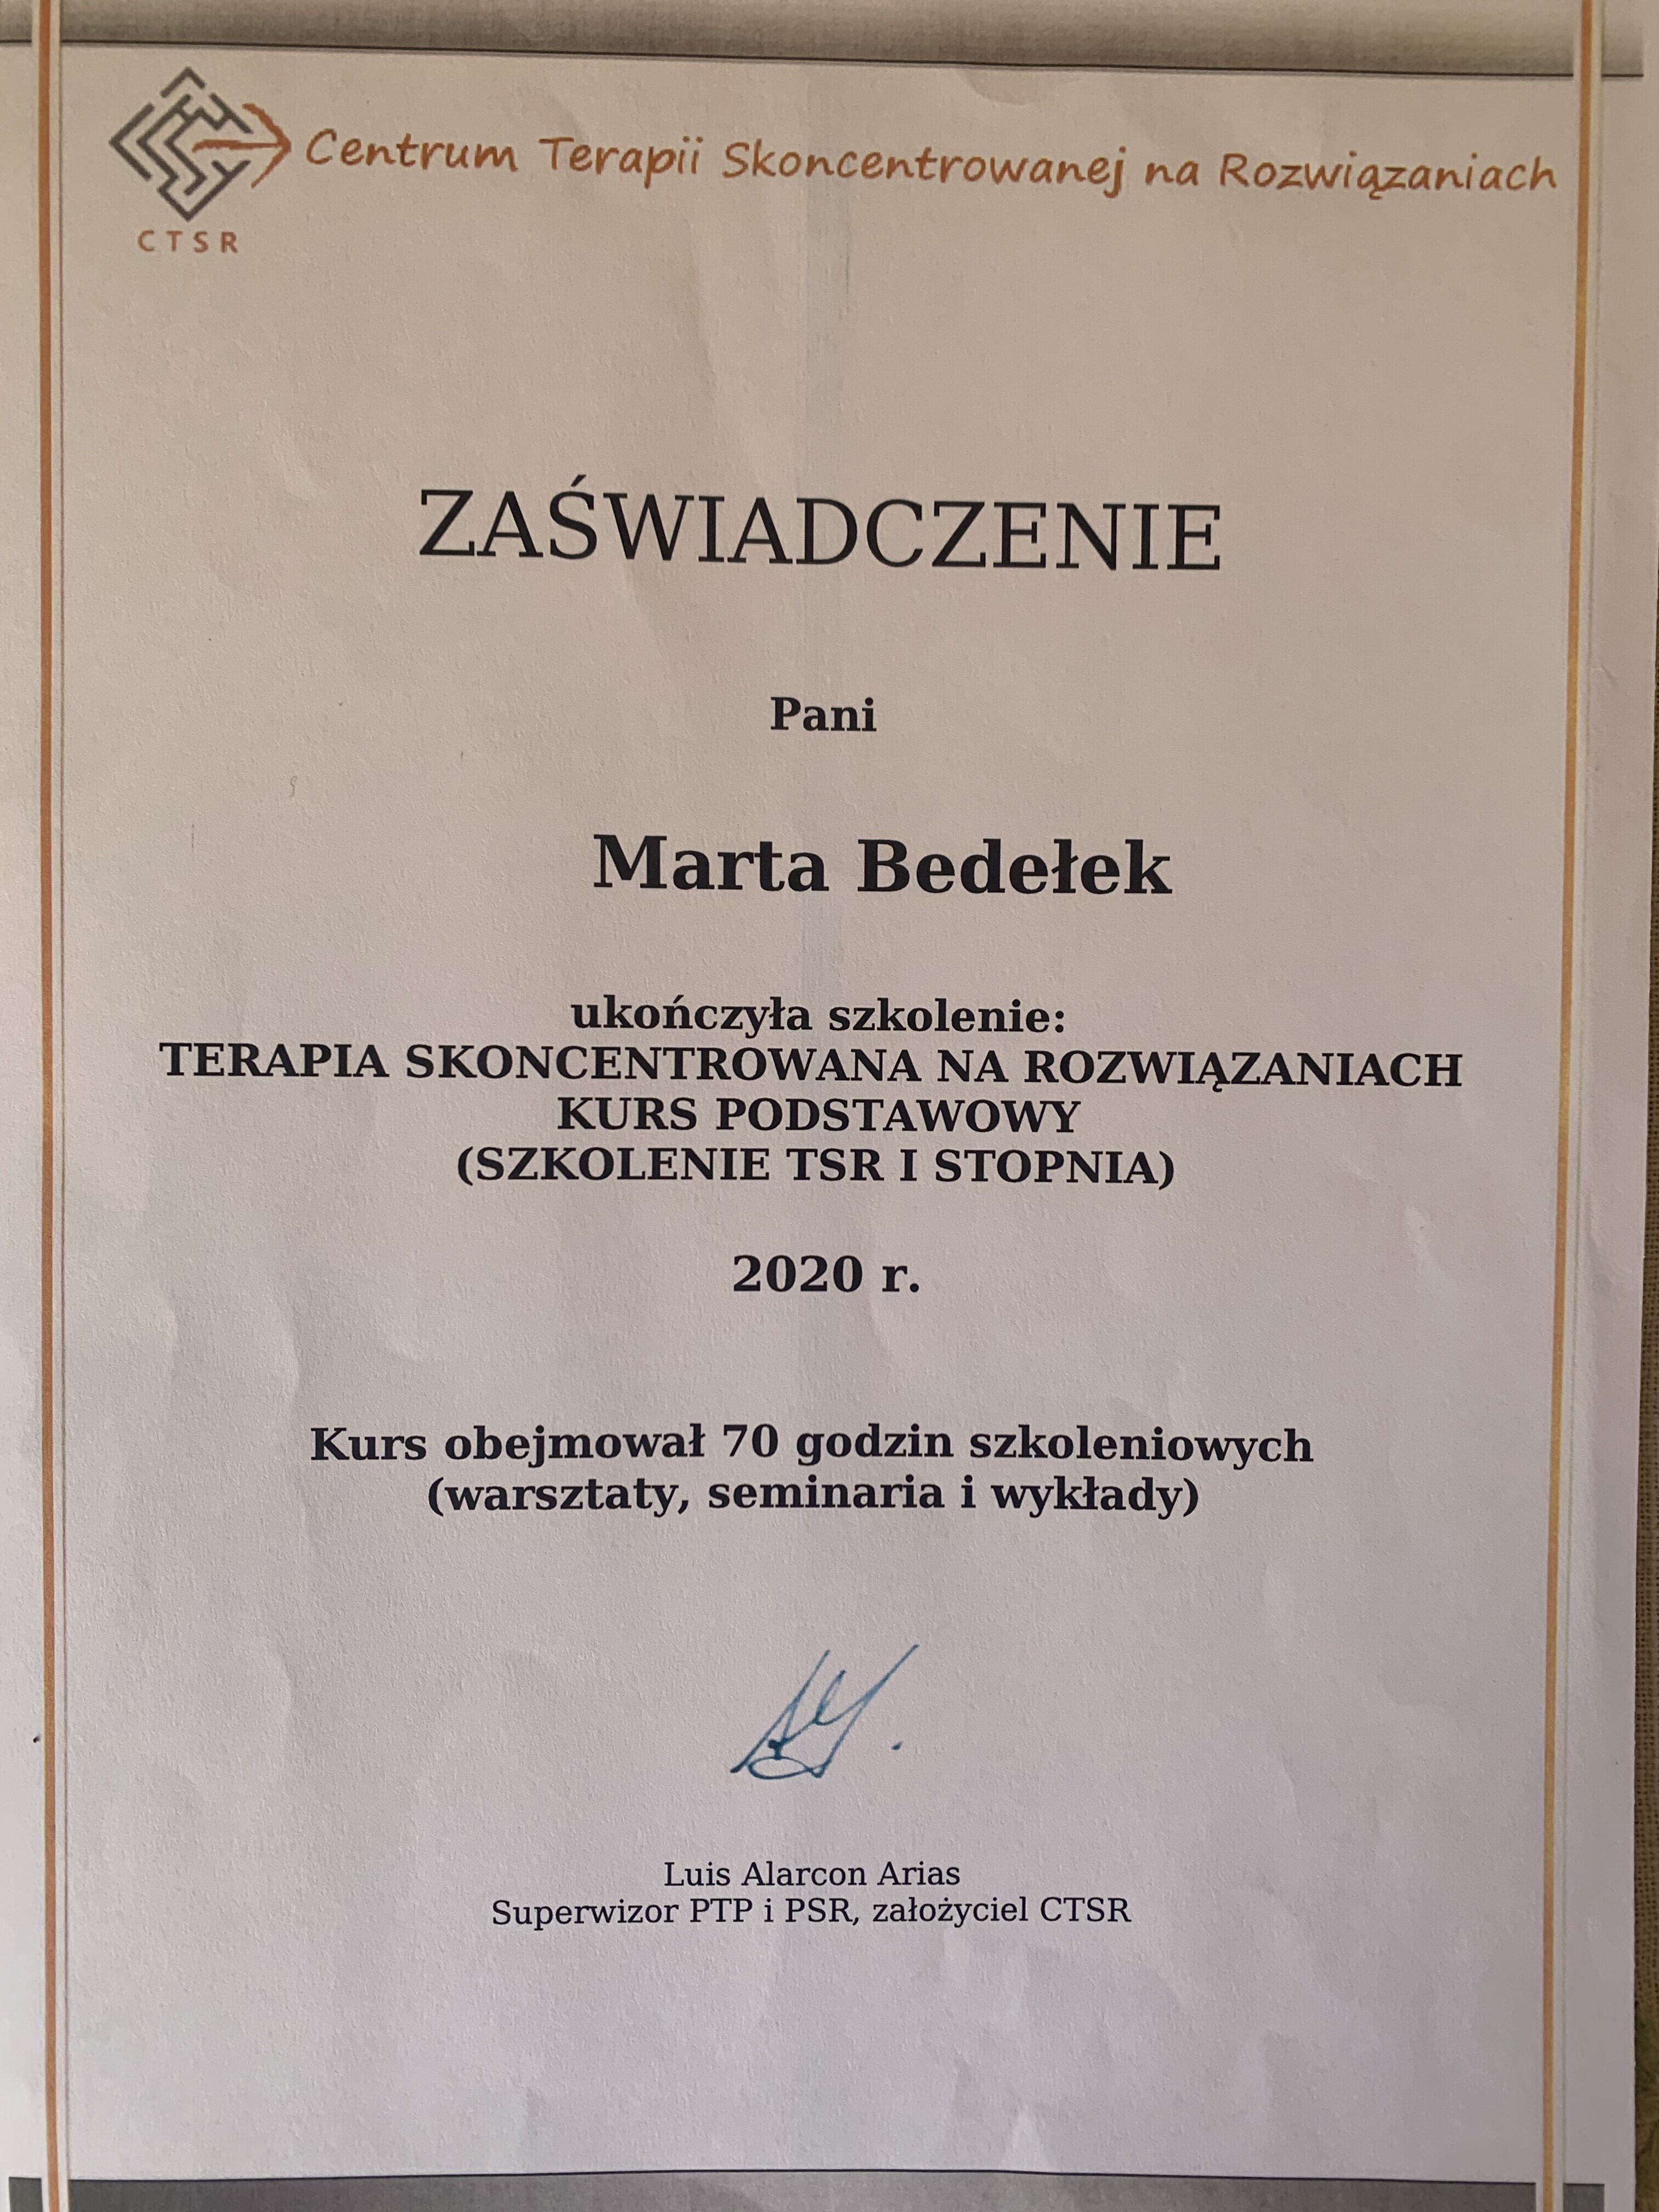 Centrum Terapii Skoncentrowanej na Rozwiązaniach
CTSR
ZAŚWIADCZENIE
Pani
Marta Bedełek
ukończyła szkolenie:
TERAPIA SKONCENTROWANA NA ROZWIĄZANIACH
KURS PODSTAWOWY
(SZKOLENIE TSR I STOPNIA)
2020 r.
Kurs obejmował 70 godzin szkoleniowych
(warsztaty, seminaria i wykłady)
Luis Alarcon Arias
Superwizor PTP i PSR, założyciel CTSR